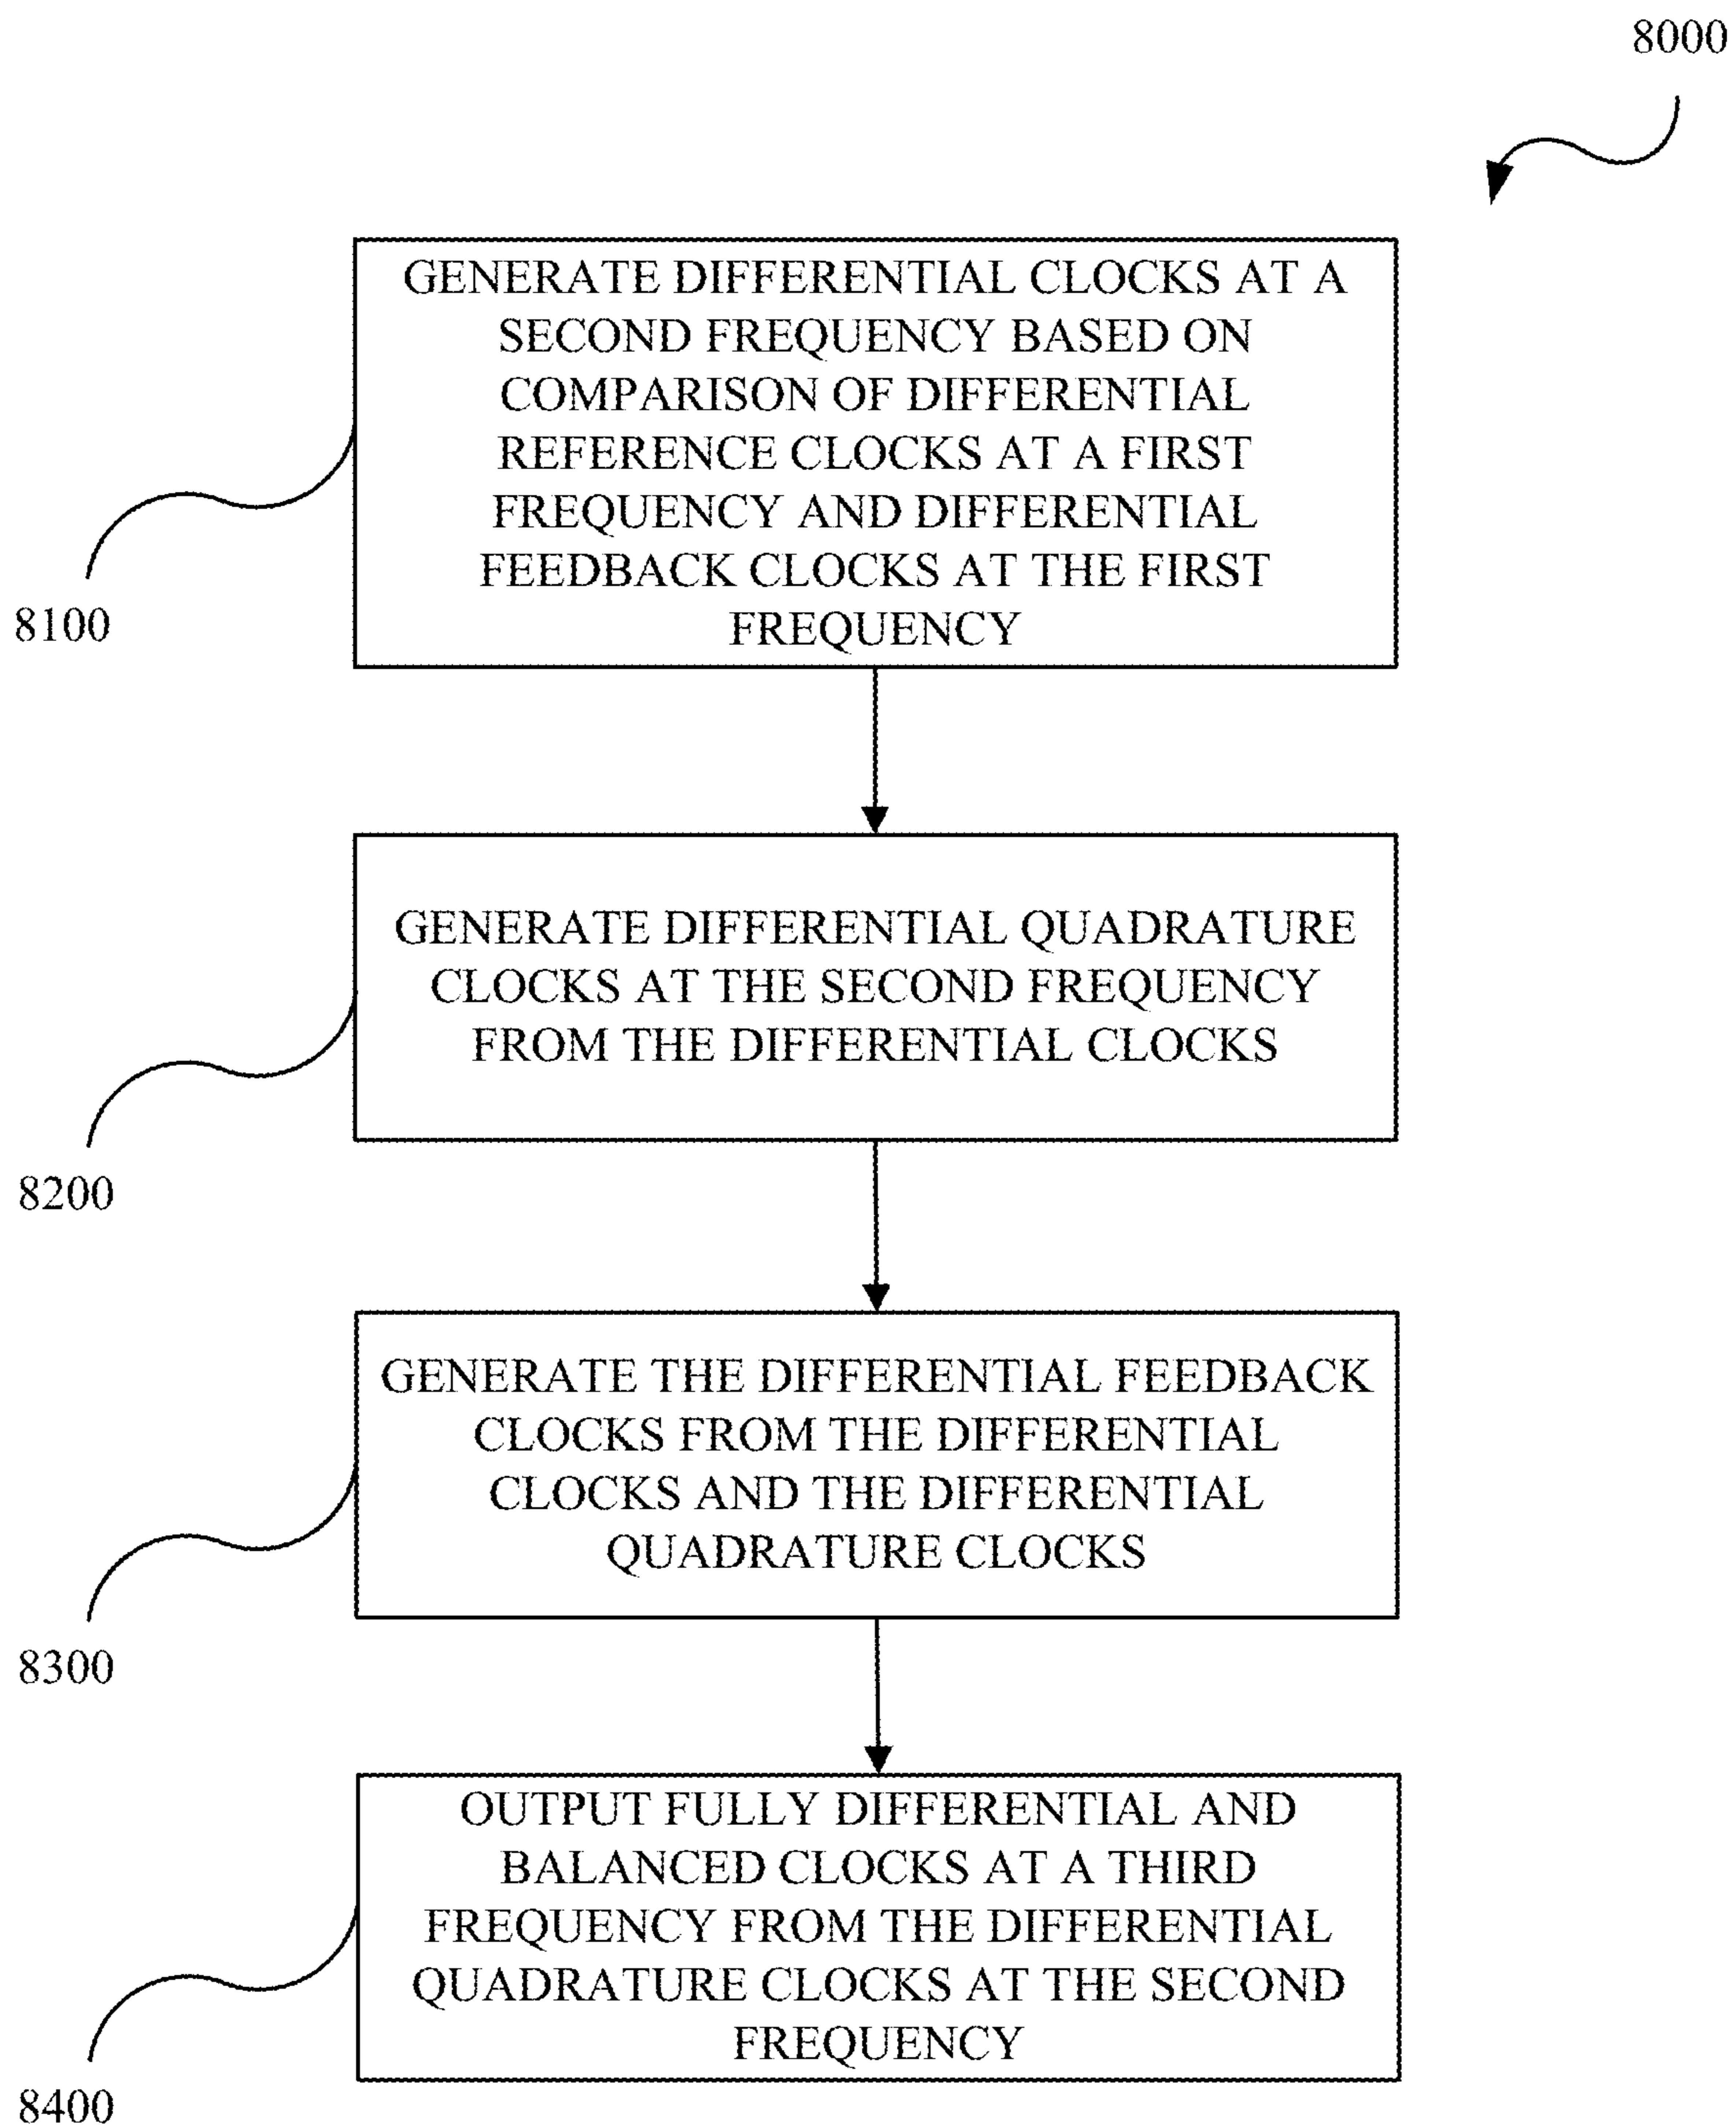 8000
GENERATE DIFFERENTIAL CLOCKS AT A
SECOND FREQUENCY BASED ON
COMPARISON OF DIFFERENTIAL
REFERENCE CLOCKS AT A FIRST
FREQUENCY AND DIFFERENTIAL
FEEDBACK CLOCKS AT THE FIRST
FREQUENCY
8100
GENERATE DIFFERENTIAL QUADRATURE
CLOCKS AT THE SECOND FREQUENCY
FROM THE DIFFERENTIAL CLOCKS
8200
GENERATE THE DIFFERENTIAL FEEDBACK
CLOCKS FROM THE DIFFERENTIAL
CLOCKS AND THE DIFFERENTIAL
QUADRATURE CLOCKS
8300
OUTPUT FULLY DIFFERENTIAL AND
BALANCED CLOCKS AT A THIRD
FREQUENCY FROM THE DIFFERENTIAL
QUADRATURE CLOCKS AT THE SECOND
FREQUENCY
8400